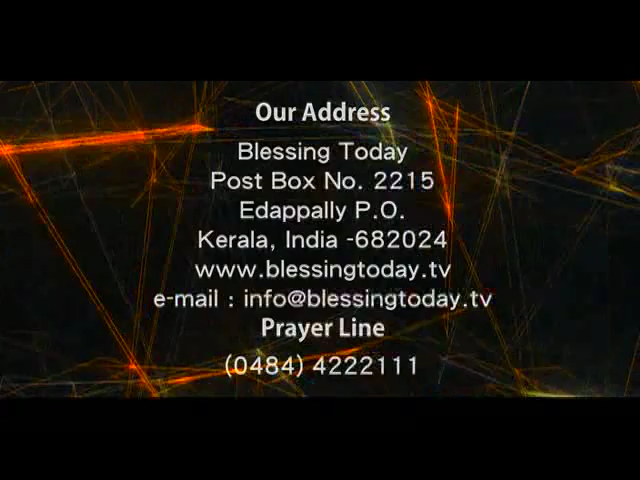 Our Address
Blessing Today
Post Box No. 2215
Edappally P.O.
Kerala, India -682024
www.blessingtoday.tv
e-mail : info@blessingtoday.tv
Prayer Line
(0484) 4222111